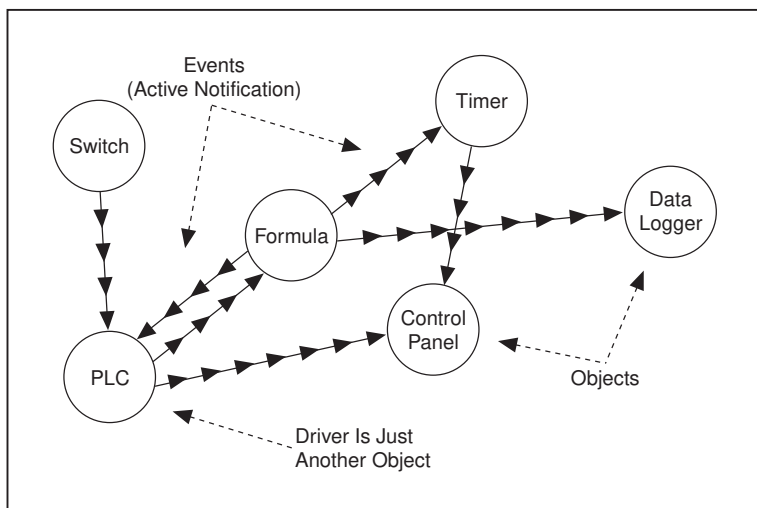 Events
(Active Notification)
Timer
Switch
Data
Logger
Formula
Control
Panel
PLC
Objects
Driver Is Just
Another Object